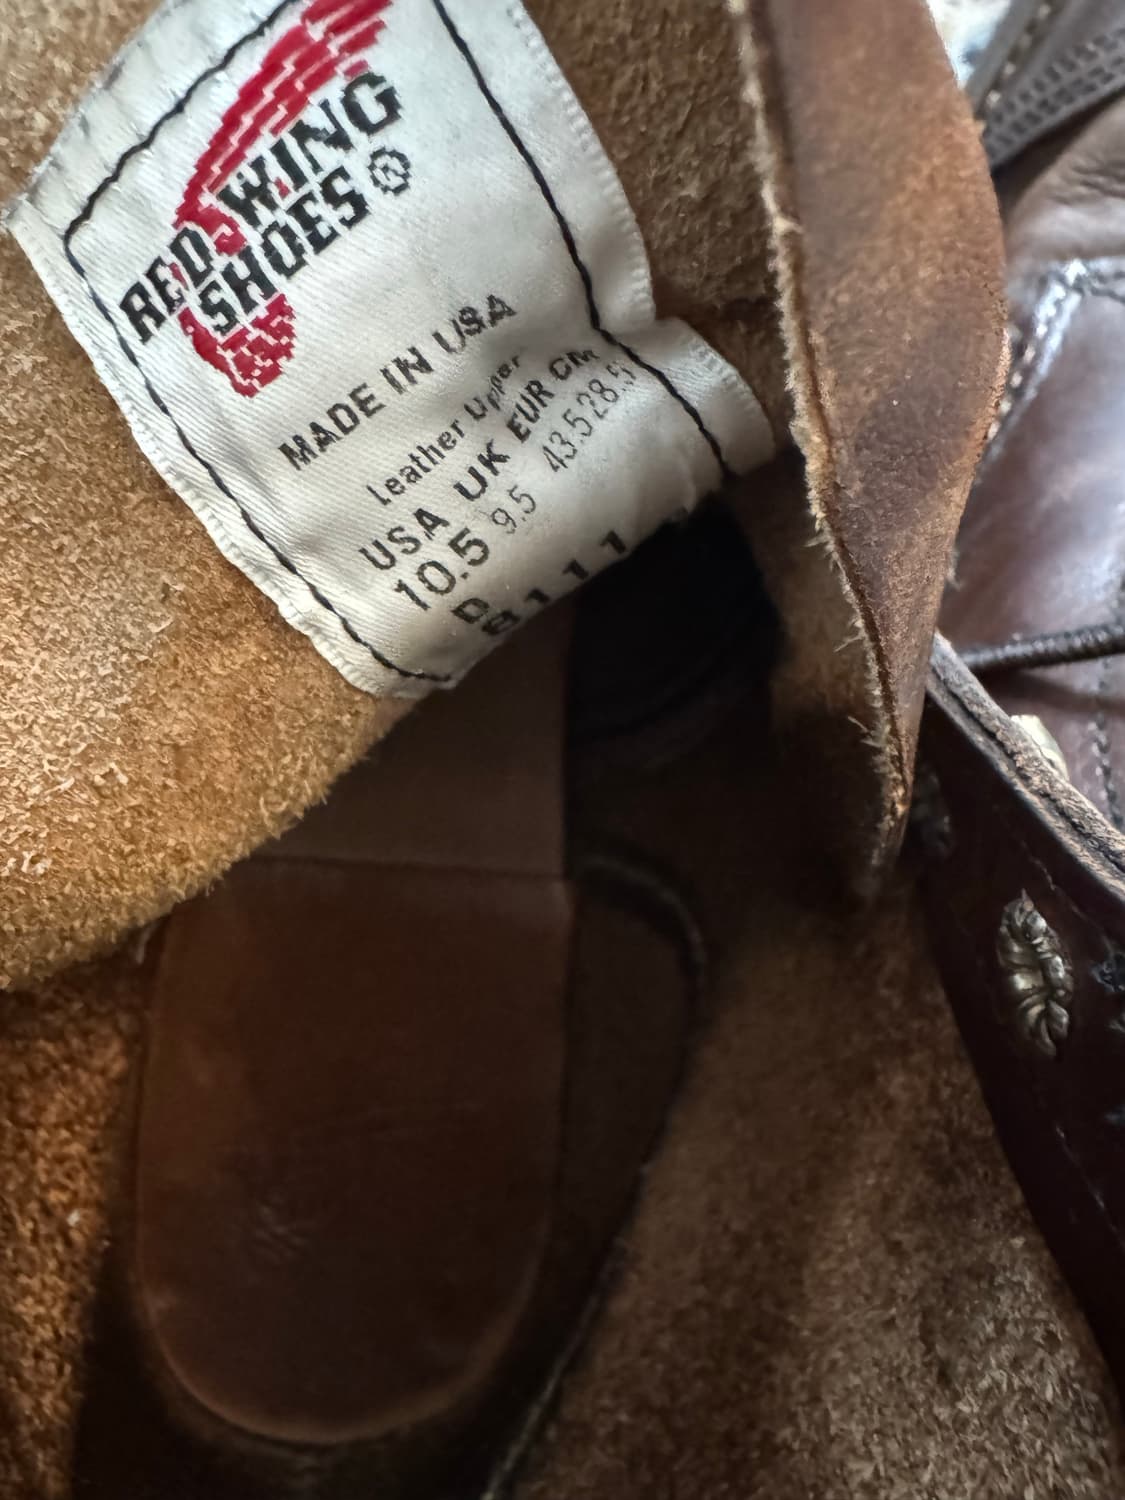 RED WING
SHOES®
MADE IN USA
Leather Upper
USA UK EUR CM
10.5 9.5 43.5 28.5
D
8111